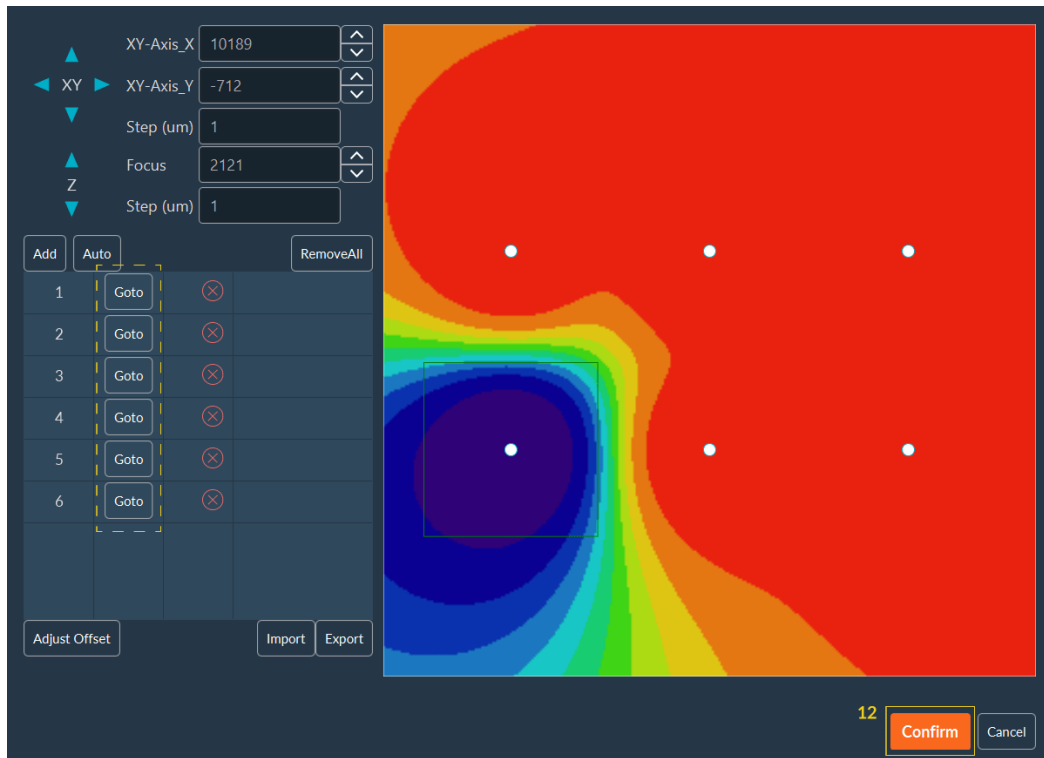 XY-Axis_X 10189
XY XY-Axis_Y -712
Step (um) 1
Focus 2121
Z
Step (um) 1
Add Auto RemoveAll
1 Goto
2 Goto
3 Goto
4 Goto
5 Goto
6 Goto
Adjust Offset Import Export
12
Confirm Cancel